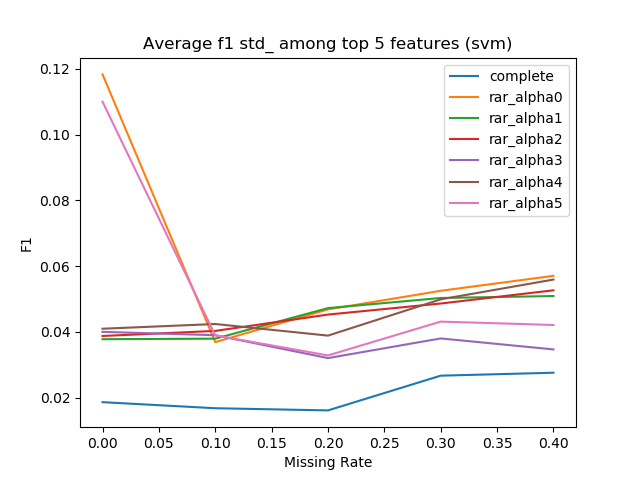 Average f1 std_ among top 5 features (svm)
0.12
0.10
0.08
0.06
0.04
0.02
F1
complete
rar_alpha0
rar_alpha1
rar_alpha2
rar_alpha3
rar_alpha4
rar_alpha5
0.00 0.05 0.10 0.15 0.20 0.25 0.30 0.35 0.40
Missing Rate